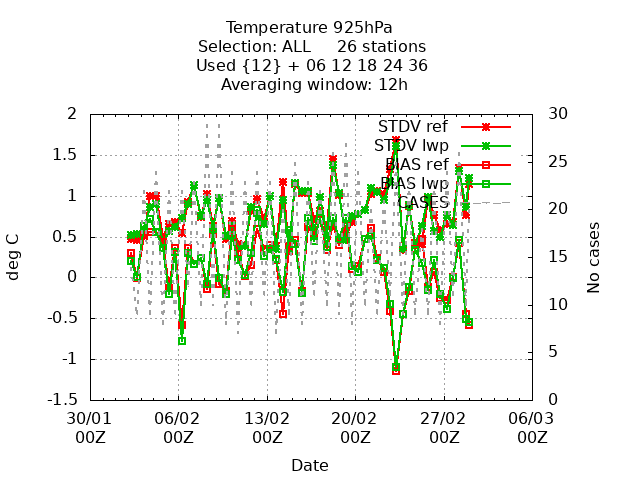 Temperature 925hPa
Selection: ALL 26 stations
Used {12} + 06 12 18 24 36
Averaging window: 12h
2
1.5
1
0.5
0
-0.5
-1
-1.5
30
25
20
15
10
5
0
deg C
No cases
STDV ref
STDV lwp
BIAS ref
BIAS lwp
CASES
30/01 06/02 13/02 20/02 27/02 06/03
00Z 00Z 00Z 00Z 00Z 00Z
Date